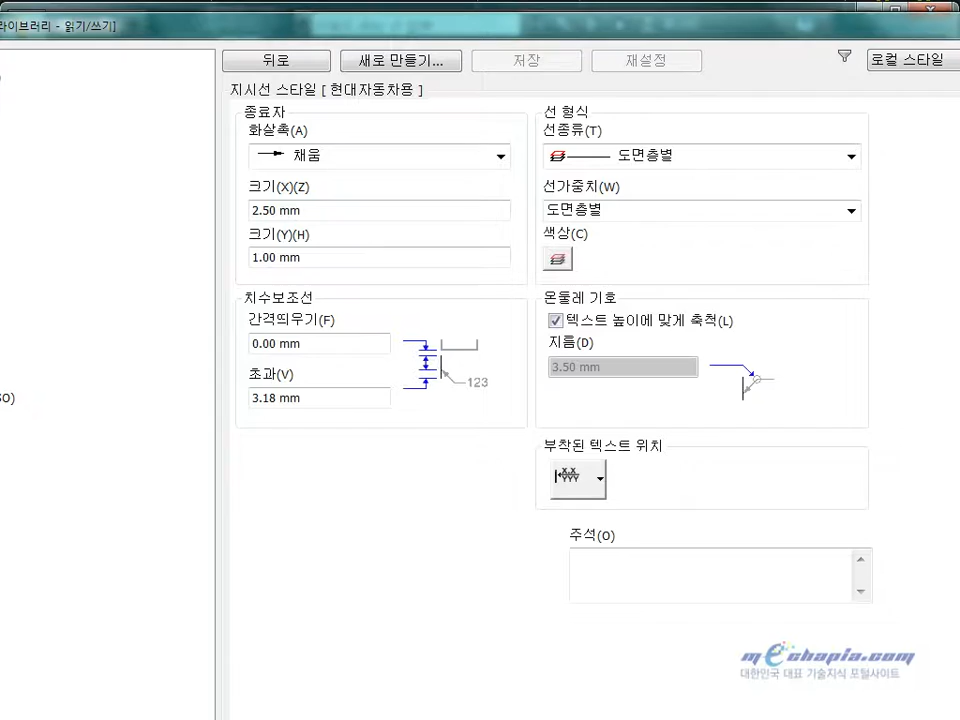 라이브러리 - 읽기/쓰기]
뒤로
새로 만들기...
저장
재설정
로컬 스타일
지시선 스타일 [ 현대자동차용 ]
종료자
화살촉(A)
채움
크기(X)(Z)
2.50 mm
크기(Y)(H)
1.00 mm
선 형식
선종류(T)
도면층별
선가중치(W)
도면층별
색상(C)
치수보조선
간격띄우기(F)
0.00 mm
초과(V)
3.18 mm
123
온둘레 기호
텍스트 높이에 맞게 축척(L)
지름(D)
3.50 mm
SO)
부착된 텍스트 위치
X.X
YYY
주석(O)
mechapia.com
대한민국 대표 기술지식 포털사이트